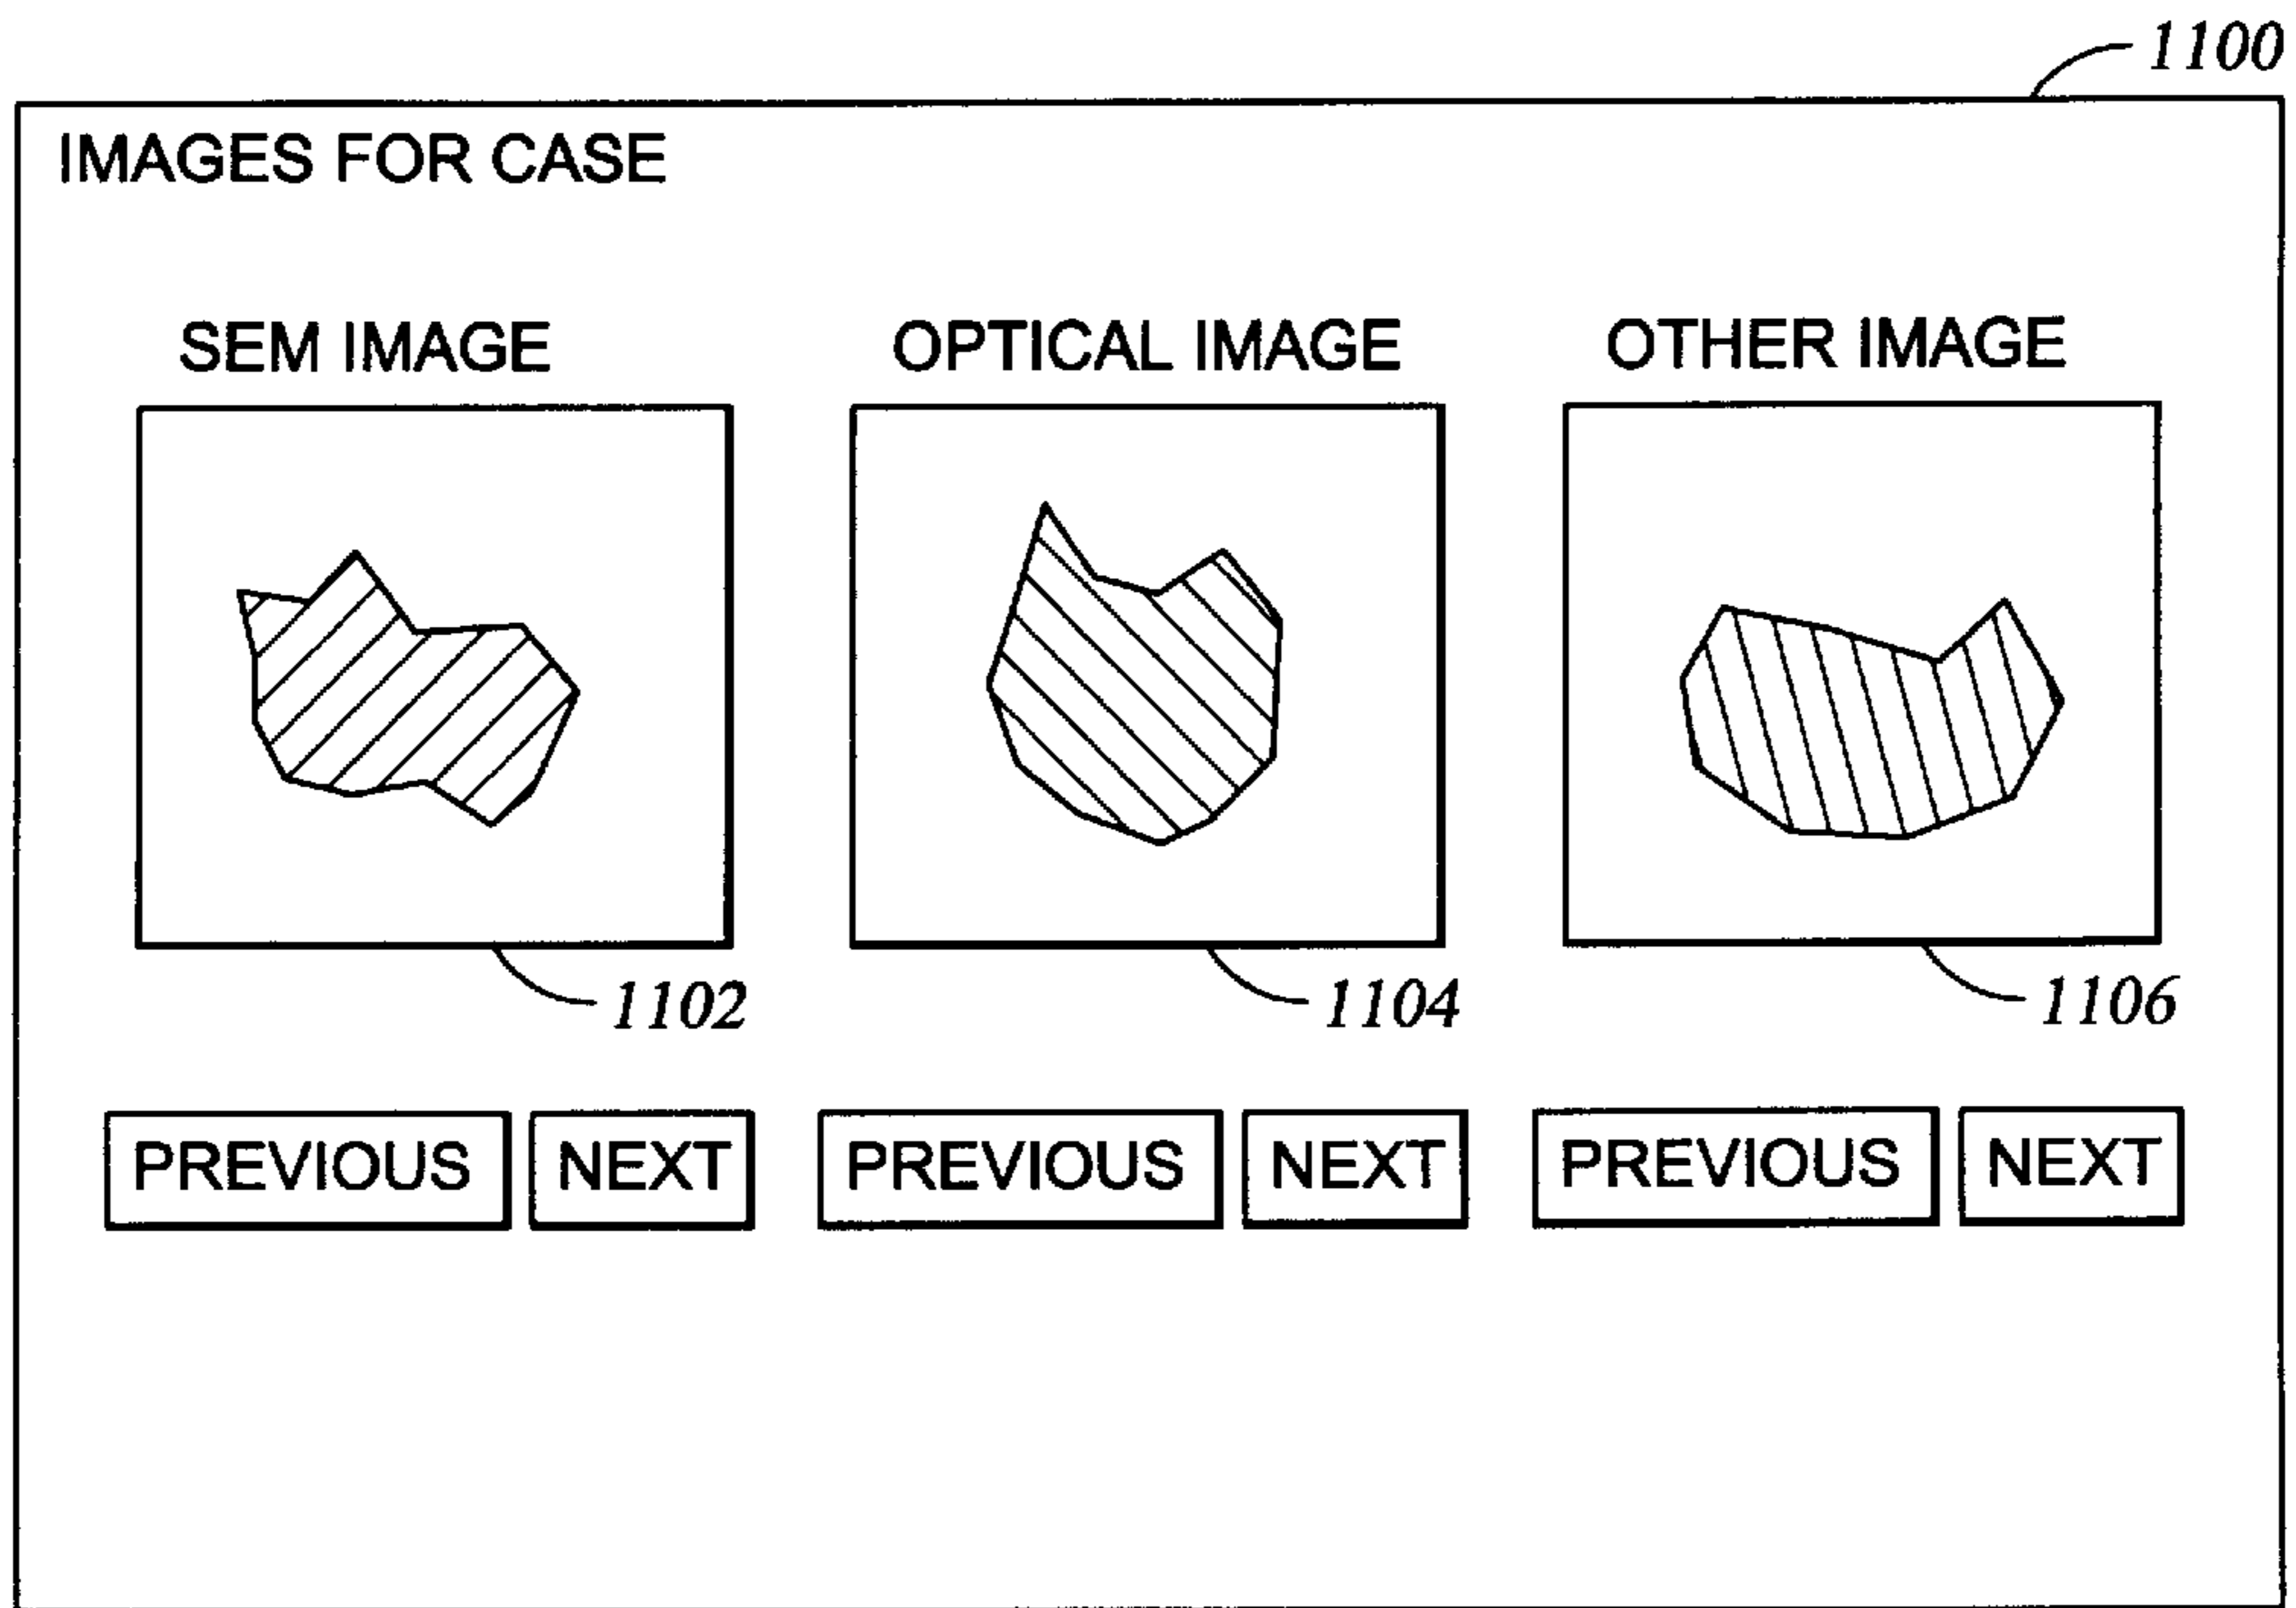 1100
IMAGES FOR CASE
SEM IMAGE OPTICAL IMAGE OTHER IMAGE
1102 1104 1106
PREVIOUS NEXT PREVIOUS NEXT PREVIOUS NEXT